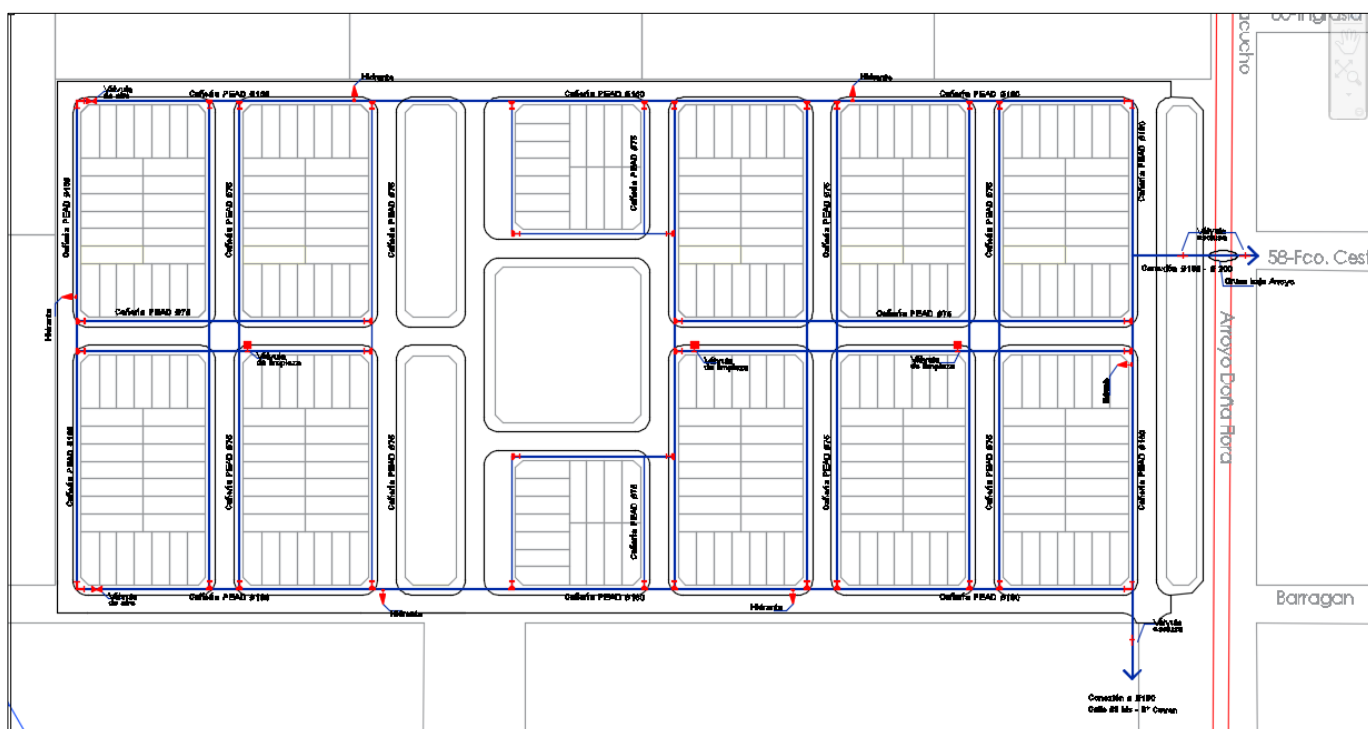 60-Ingrasia
Hidrante
Hidrante
Válvula
de aire
Cañería PEAD Ø160
Cañería PEAD Ø160
Cañería PEAD Ø160
Cañería PEAD Ø160
Cañería PEAD Ø75
Cañería PEAD Ø75
Cañería PEAD Ø75
Cañería PEAD Ø75
Cañería PEAD Ø75
Cañería PEAD Ø160
Válvula
esclusa
58-Fco. Cest
Cruce bajo Arroyo
Hidrante
Cañería PEAD Ø75
Cañería PEAD Ø75
Válvula
de limpieza
Válvula
de limpieza
Válvula
de limpieza
Hidrante
Arroyo Doña Flora
Cañería PEAD Ø160
Cañería PEAD Ø75
Cañería PEAD Ø75
Cañería PEAD Ø75
Cañería PEAD Ø75
Cañería PEAD Ø75
Cañería PEAD Ø160
Válvula
de aire
Cañería PEAD Ø160
Hidrante
Cañería PEAD Ø160
Hidrante
Cañería PEAD Ø160
Barragan
Válvula
esclusa
Conexión a Ø160